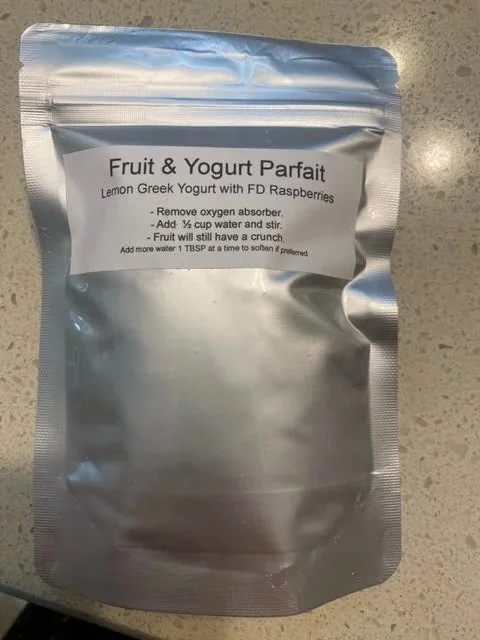 Fruit & Yogurt Parfait
Lemon Greek Yogurt with FD Raspberries
- Remove oxygen absorber.
- Add ½ cup water and stir.
- Fruit will still have a crunch.
Add more water 1 TBSP at a time to soften if preferred